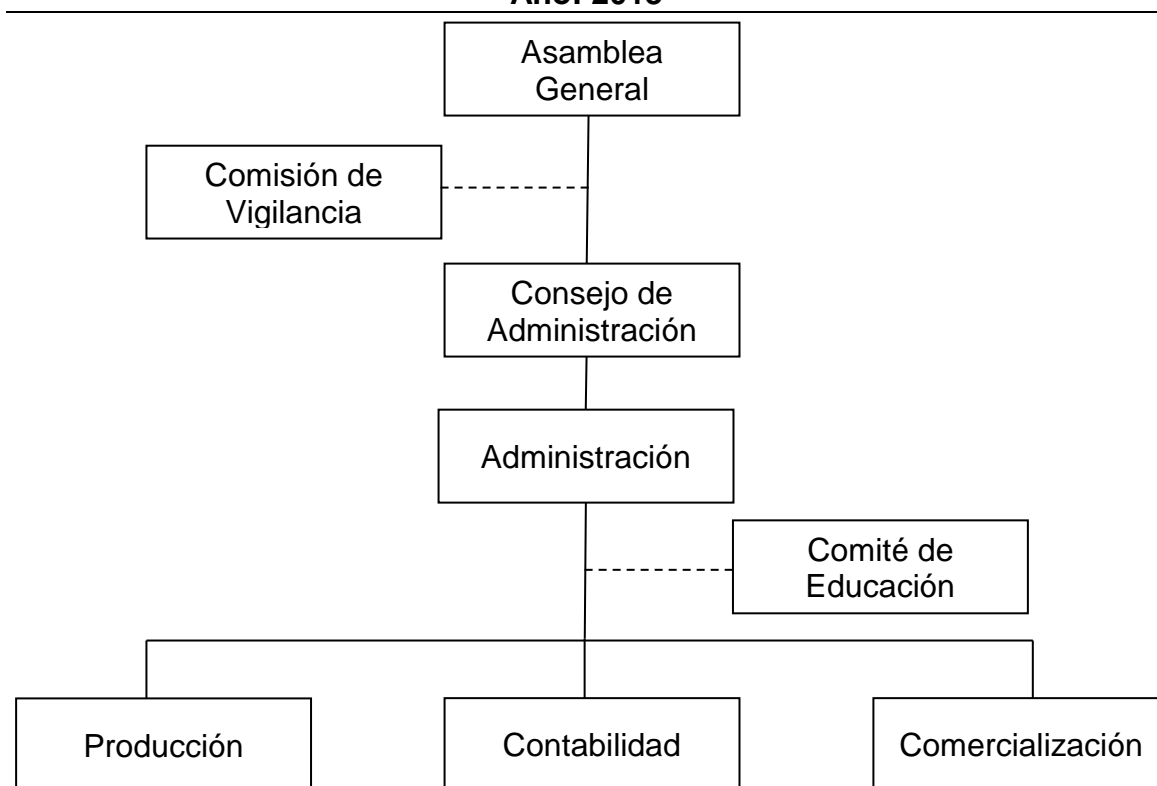 Asamblea
General
Comisión de
Vigilancia
Consejo de
Administración
Administración
Comité de
Educación
Producción
Contabilidad
Comercialización